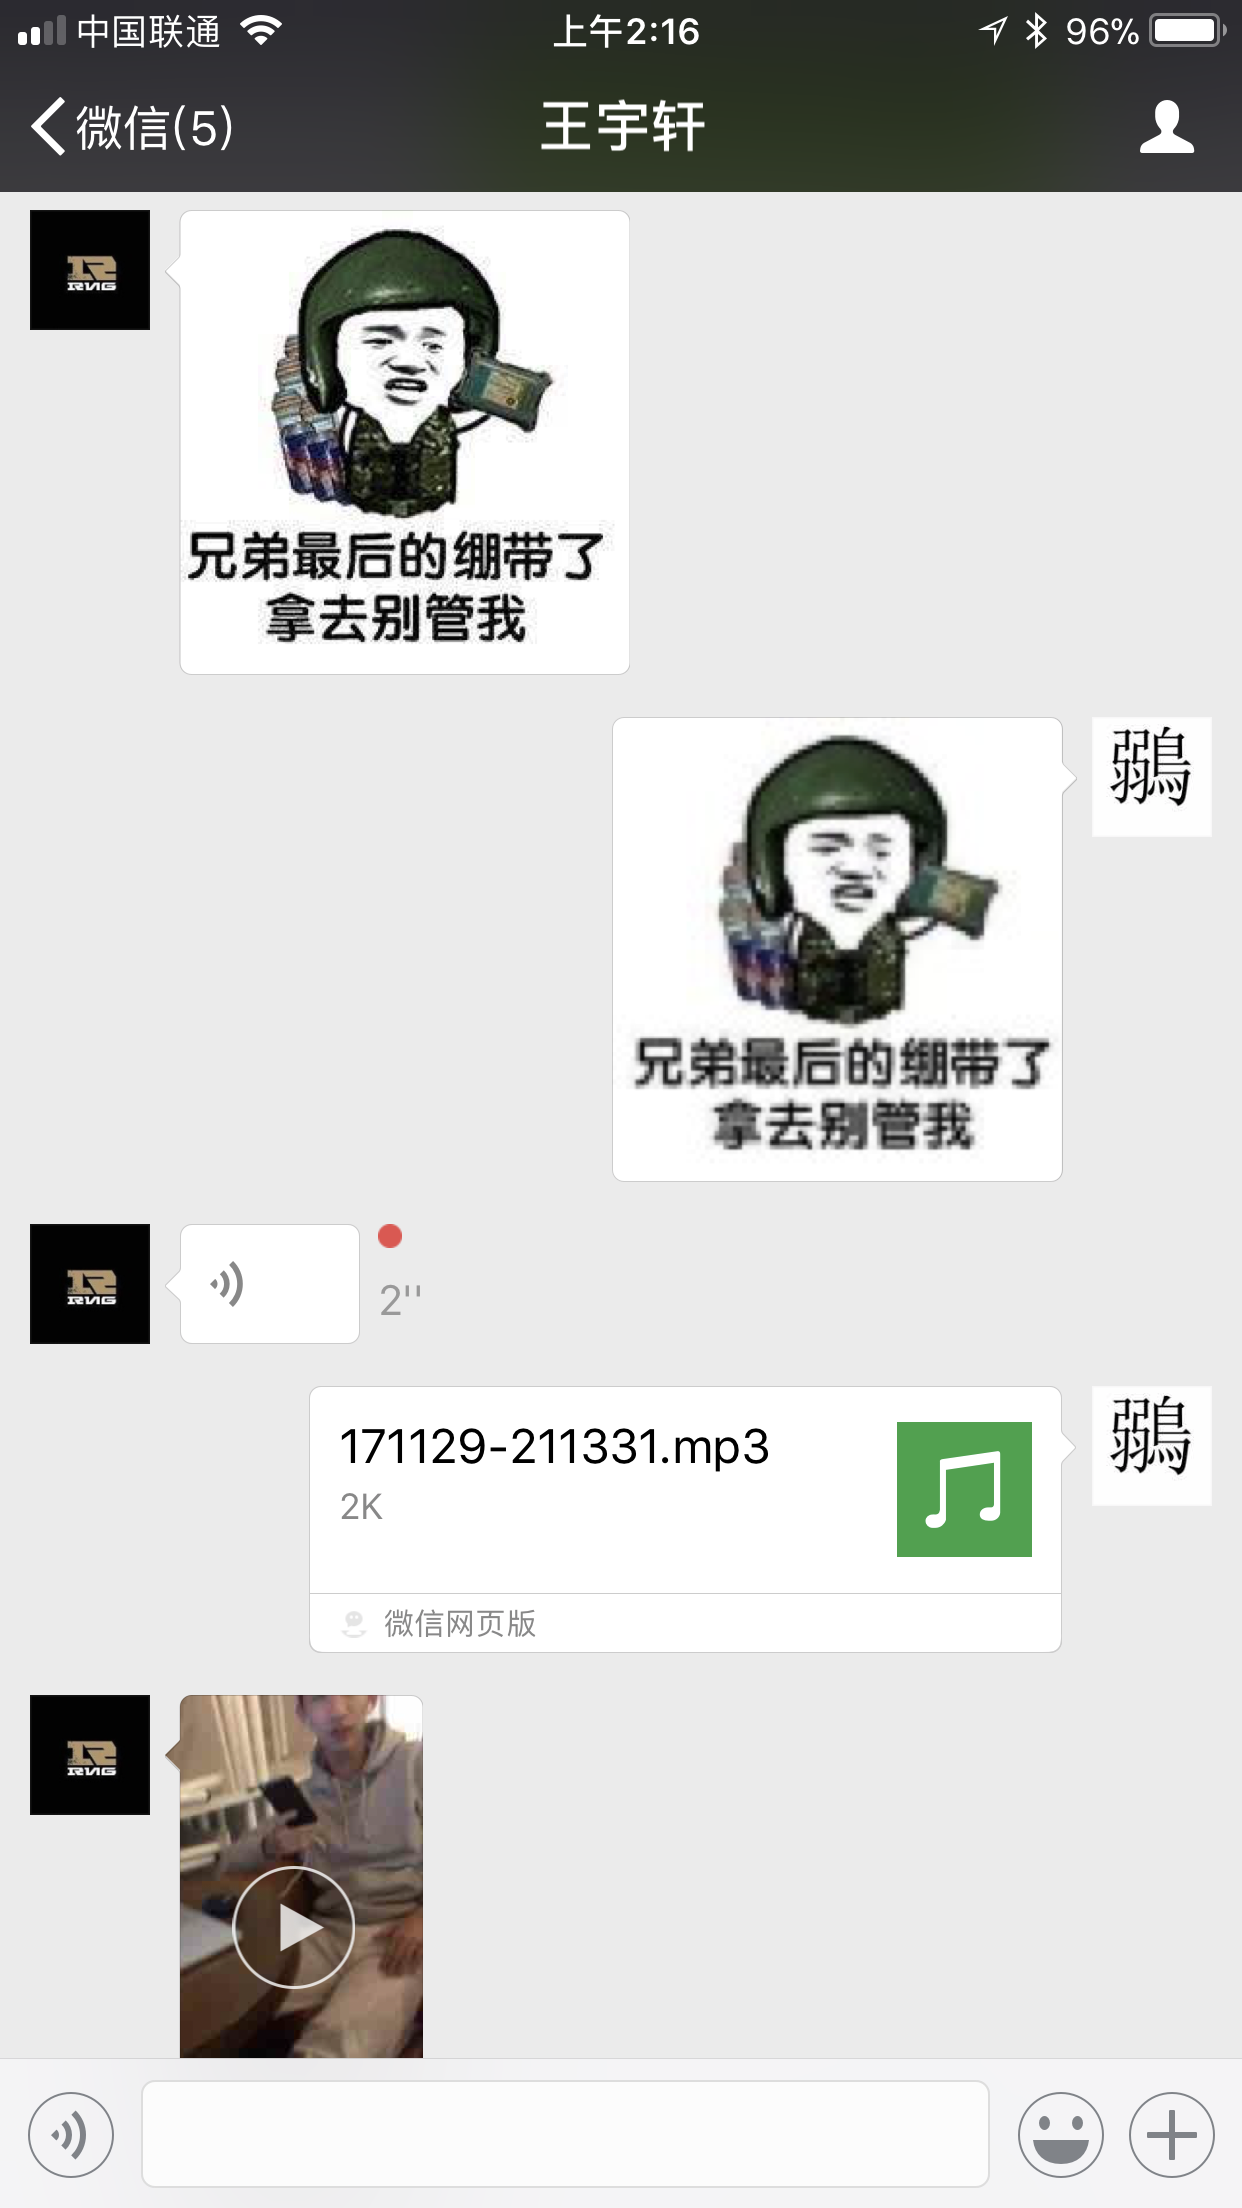 中国联通
上午2:16
96%
微信(5)
王宇轩
RNG
兄弟最后的绷带了
拿去别管我
鶸
兄弟最后的绷带了
拿去别管我
RNG
2''
171129-211331.mp3
2K
微信网页版
鶸
RNG